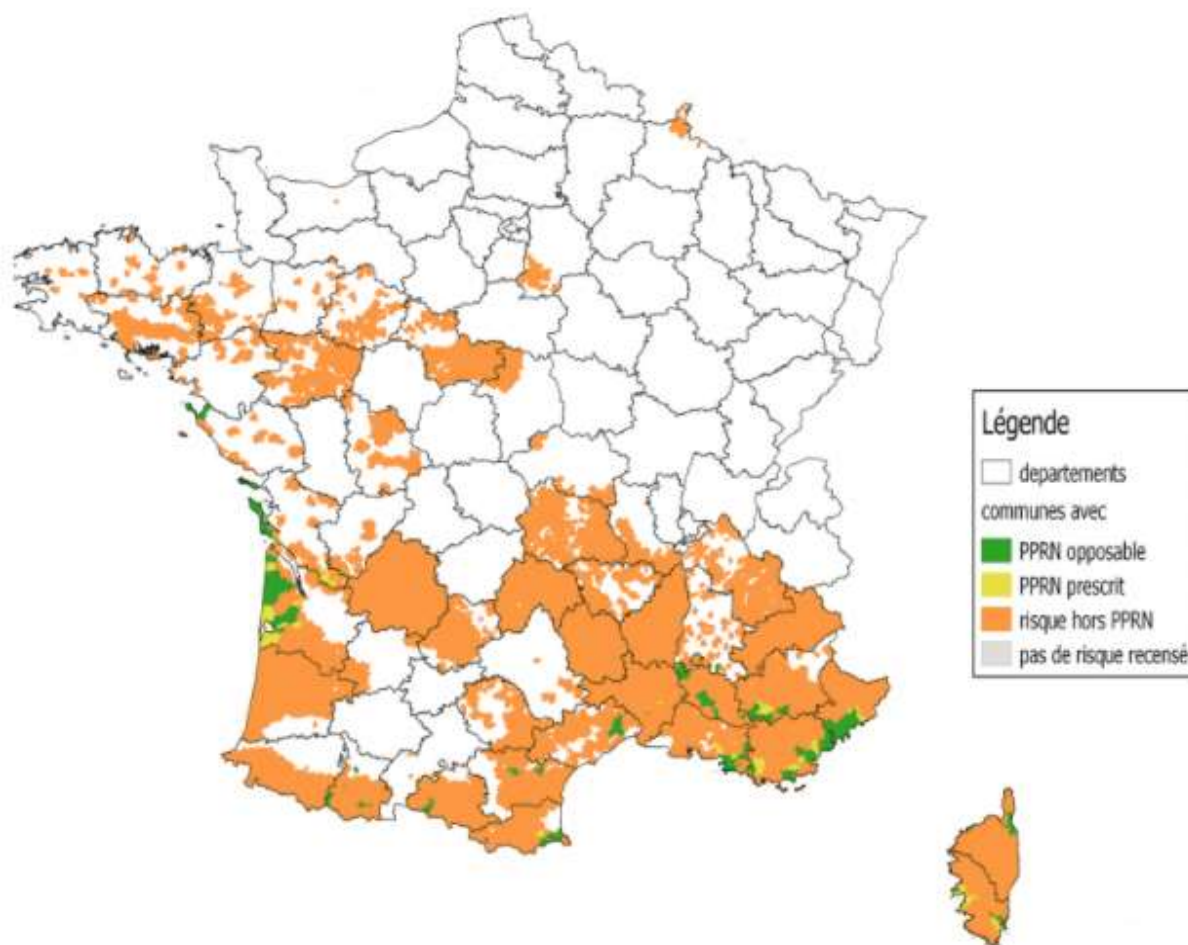 Légende
departements
communes avec
PPRN opposable
PPRN prescrit
risque hors PPRN
pas de risque recensé